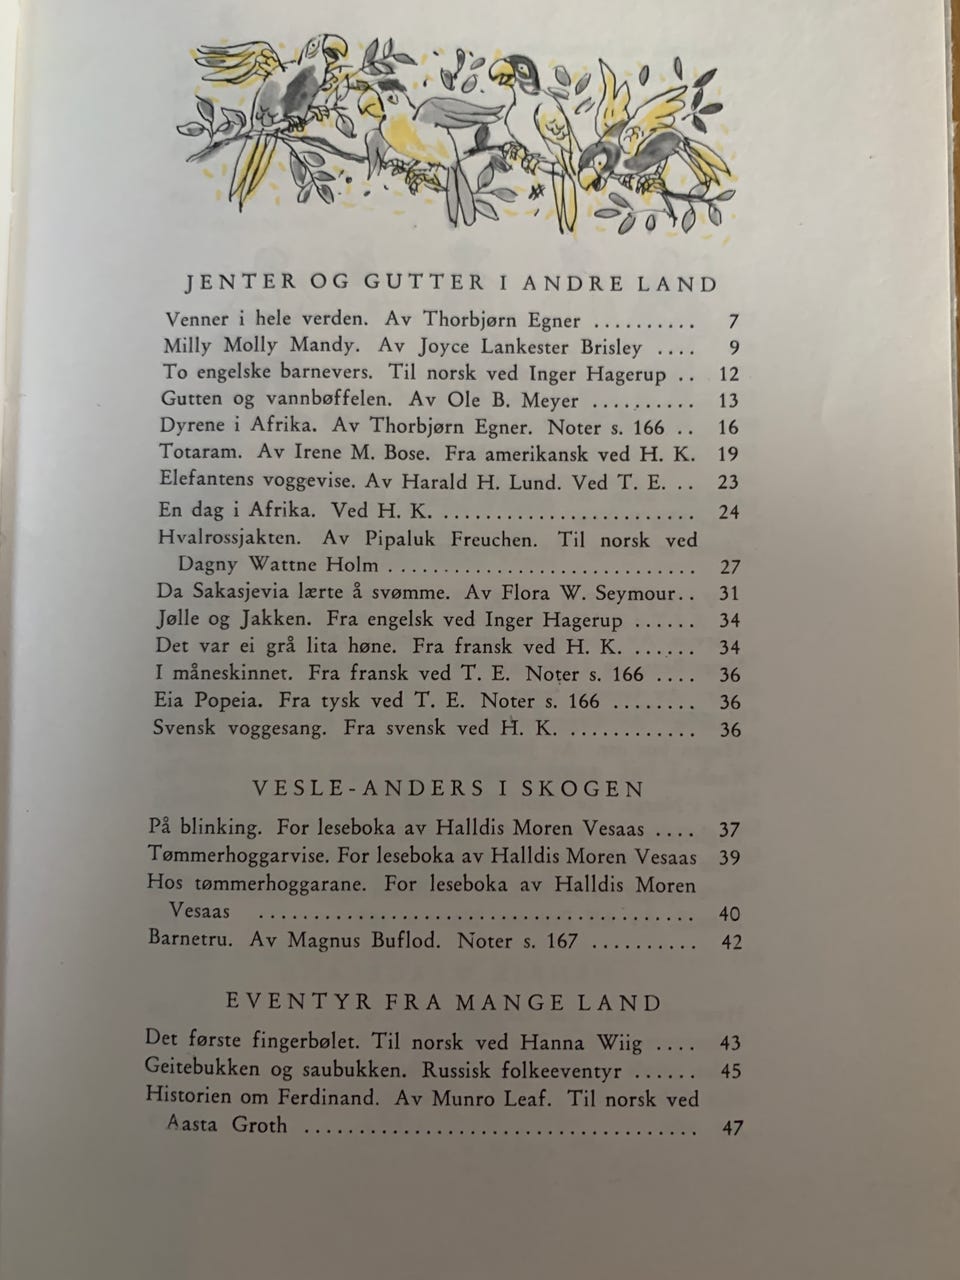 JENTER OG GUTTER I ANDRE LAND
Venner i hele verden. Av Thorbjørn Egner .......... 7
Milly Molly Mandy. Av Joyce Lankester Brisley .... 9
To engelske barnevers. Til norsk ved Inger Hagerup .. 12
Gutten og vannbøffelen. Av Ole B. Meyer .......... 13
Dyrene i Afrika. Av Thorbjørn Egner. Noter s. 166 .. 16
Totaram. Av Irene M. Bose. Fra amerikansk ved H. K. 19
Elefantens voggevise. Av Harald H. Lund. Ved T. E. .. 23
En dag i Afrika. Ved H. K. ........................ 24
Hvalrossjakten. Av Pipaluk Freuchen. Til norsk ved
Dagny Wattne Holm ............................ 27
Da Sakasjevia lærte å svømme. Av Flora W. Seymour.. 31
Jølle og Jakken. Fra engelsk ved Inger Hagerup ...... 34
Det var ei grå lita høne. Fra fransk ved H. K. ...... 34
I måneskinnet. Fra fransk ved T. E. Noter s. 166 .... 36
Eia Popeia. Fra tysk ved T. E. Noter s. 166 ........ 36
Svensk voggesang. Fra svensk ved H. K. ............ 36
VESLE-ANDERS I SKOGEN
På blinking. For leseboka av Halldis Moren Vesaas .... 37
Tømmerhoggarvise. For leseboka av Halldis Moren Vesaas 39
Hos tømmerhoggarane. For leseboka av Halldis Moren
Vesaas ........................................ 40
Barnetru. Av Magnus Buflod. Noter s. 167 .......... 42
EVENTYR FRA MANGE LAND
Det første fingerbølet. Til norsk ved Hanna Wiig .... 43
Geitebukken og saubukken. Russisk folkeeventyr ...... 45
Historien om Ferdinand. Av Munro Leaf. Til norsk ved
Aasta Groth .................................... 47